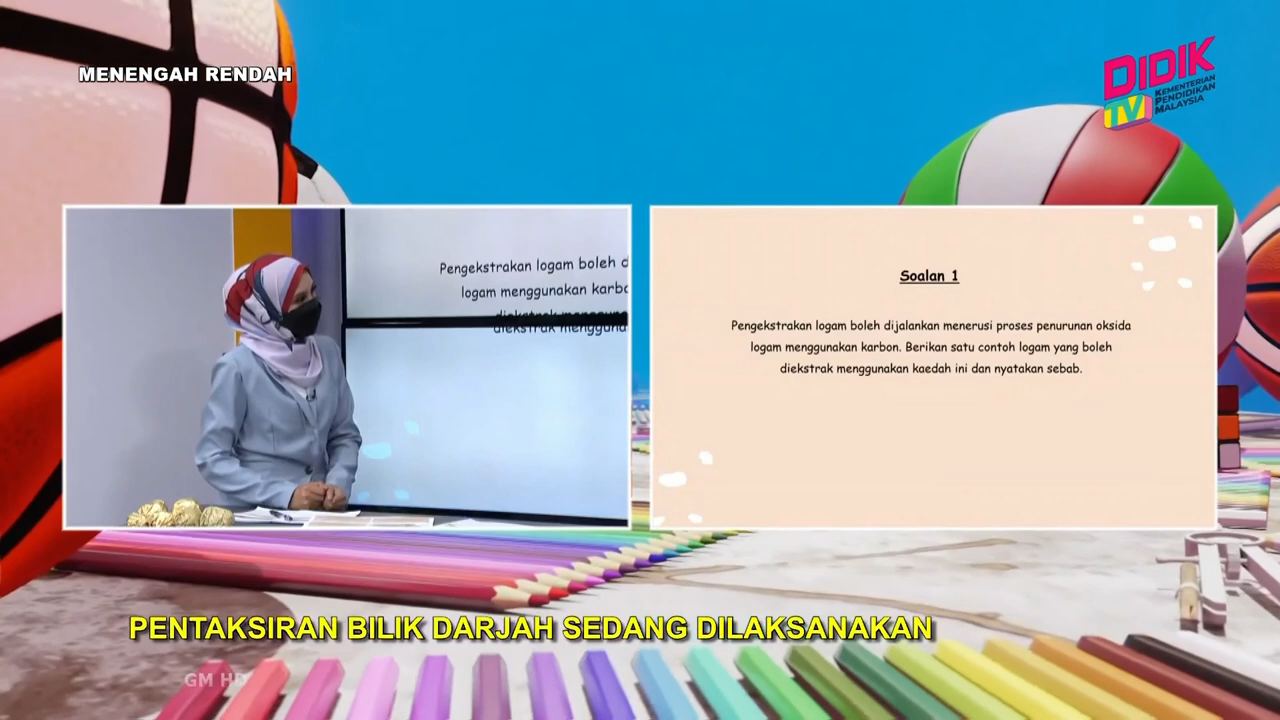 MENENGAH RENDAH
DIDIK
TV
KEMENTERIAN
PENDIDIKAN
MALAYSIA
Pengekstrakan logam boleh d
logam menggunakan karbo
diekstrak mengguna
Soalan 1
Pengekstrakan logam boleh dijalankan menerusi proses penurunan oksida
logam menggunakan karbon. Berikan satu contoh logam yang boleh
diekstrak menggunakan kaedah ini dan nyatakan sebab.
PENTAKSIRAN BILIK DARJAH SEDANG DILAKSANAKAN
GM HD